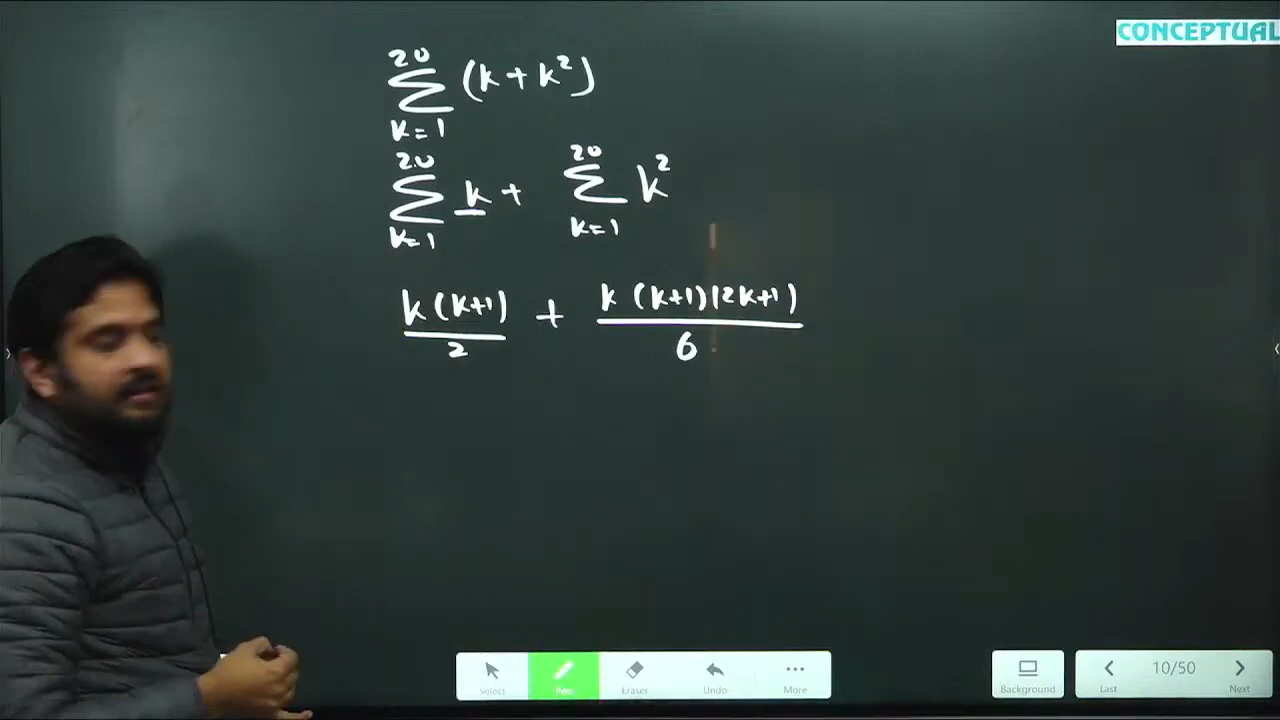 CONCEPTUAL
20
∑ (k + k²)
k=1
20 20
∑ k + ∑ k²
k=1 k=1
k(k+1) + k(k+1)(2k+1)
2 6
Select Pen Eraser Undo More
Background
Last 10/50 Next